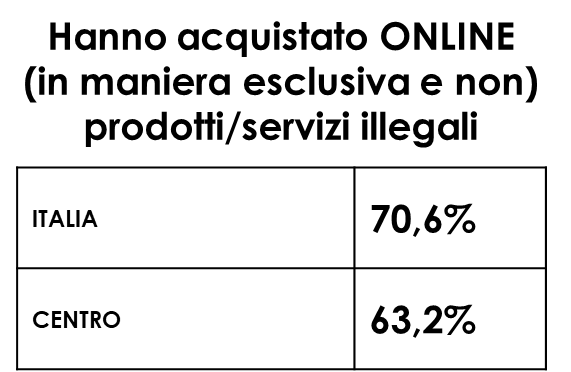 Hanno acquistato ONLINE
(in maniera esclusiva e non)
prodotti/servizi illegali
ITALIA 70,6%
CENTRO 63,2%